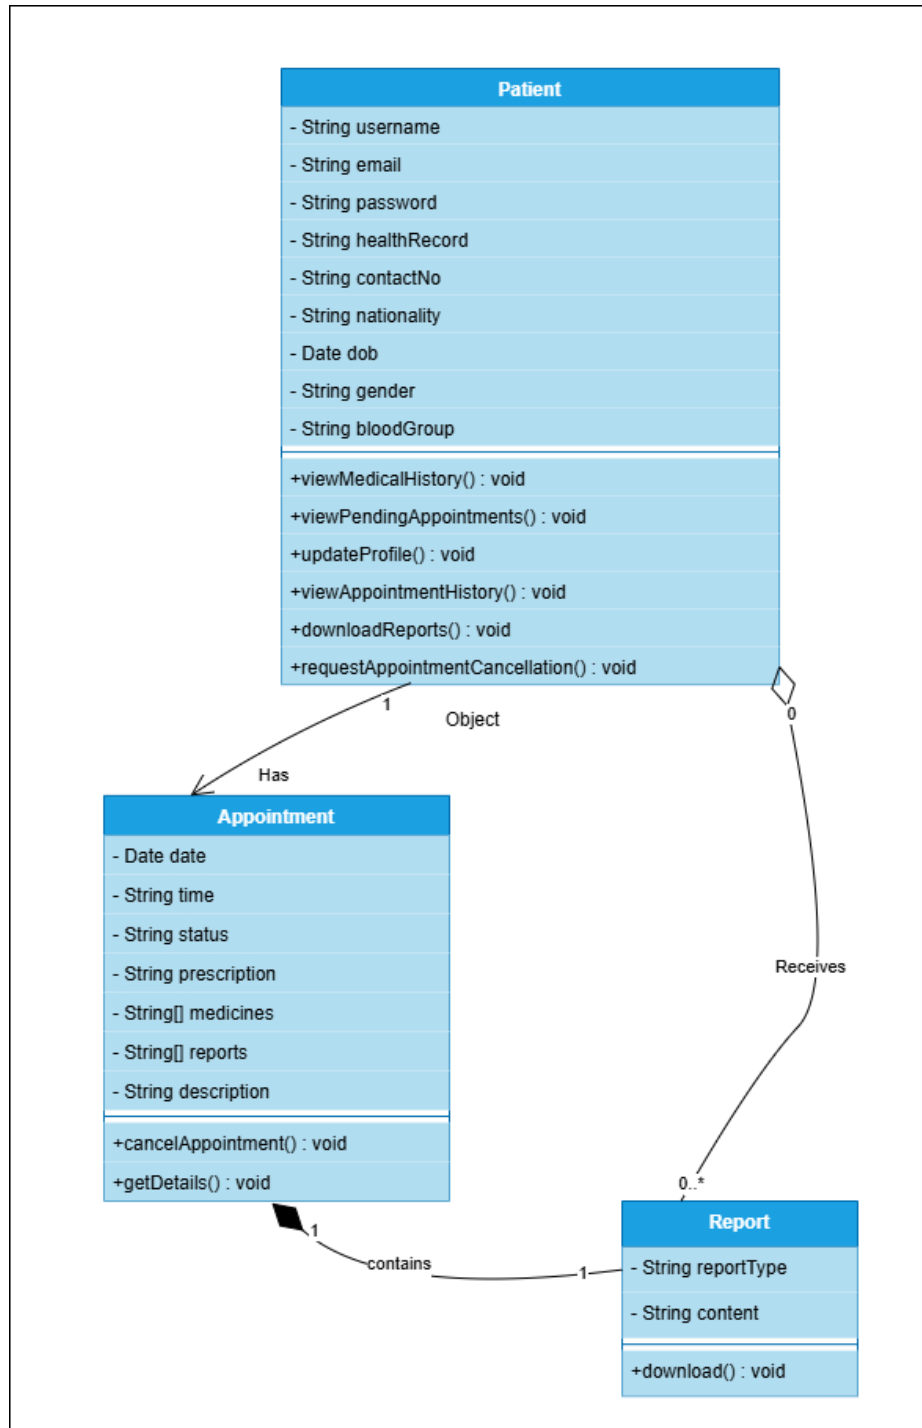 Patient
- String username
- String email
- String password
- String healthRecord
- String contactNo
- String nationality
- Date dob
- String gender
- String bloodGroup
+viewMedicalHistory() : void
+viewPendingAppointments() : void
+updateProfile() : void
+viewAppointmentHistory() : void
+downloadReports() : void
+requestAppointmentCancellation() : void
1
Object
0
Has
Appointment
- Date date
- String time
- String status
- String prescription
- String[] medicines
- String[] reports
- String description
+cancelAppointment() : void
+getDetails() : void
Receives
0..*
1
contains
1
Report
- String reportType
- String content
+download() : void